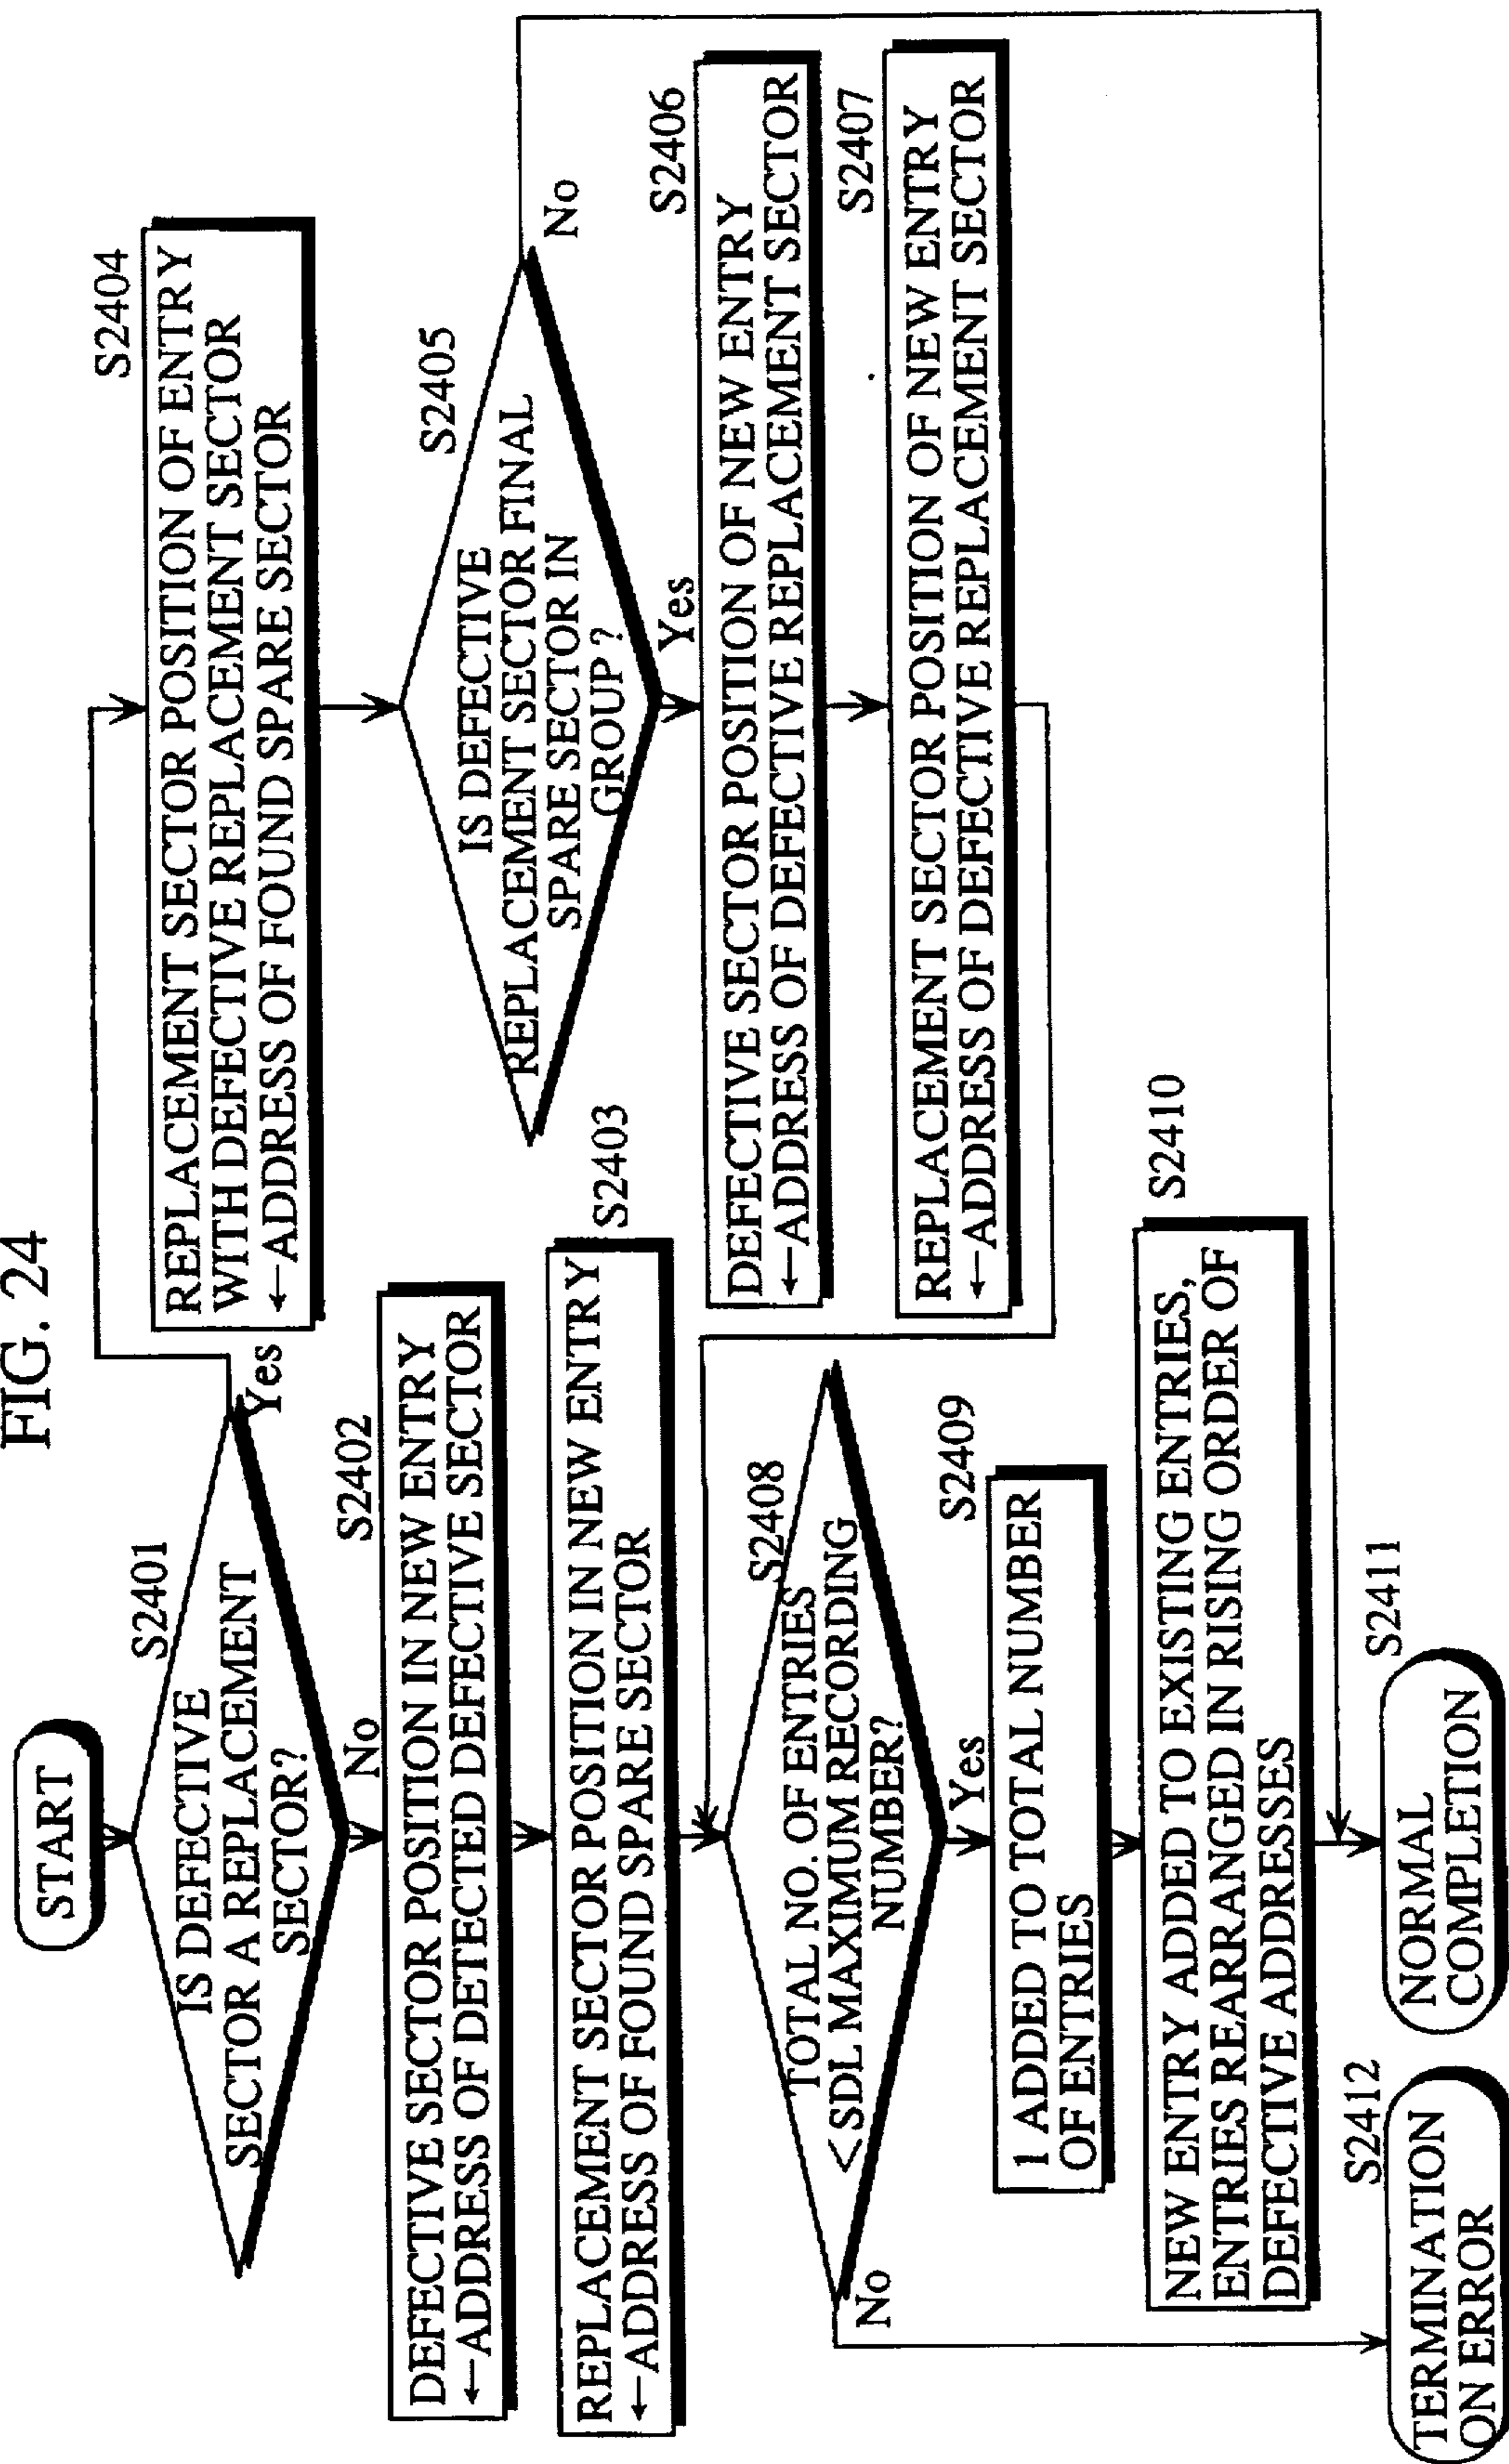 FIG. 24
START
S2401
IS DEFECTIVE
SECTOR A REPLACEMENT
SECTOR?
Yes
No
S2402
DEFECTIVE SECTOR POSITION IN NEW ENTRY
←ADDRESS OF DETECTED DEFECTIVE SECTOR
S2403
REPLACEMENT SECTOR POSITION IN NEW ENTRY
←ADDRESS OF FOUND SPARE SECTOR
S2404
REPLACEMENT SECTOR POSITION OF ENTRY
WITH DEFECTIVE REPLACEMENT SECTOR
←ADDRESS OF FOUND SPARE SECTOR
S2405
IS DEFECTIVE
REPLACEMENT SECTOR FINAL
SPARE SECTOR IN
GROUP?
No
Yes
S2406
DEFECTIVE SECTOR POSITION OF NEW ENTRY
←ADDRESS OF DEFECTIVE REPLACEMENT SECTOR
S2407
REPLACEMENT SECTOR POSITION OF NEW ENTRY
←ADDRESS OF DEFECTIVE REPLACEMENT SECTOR
S2408
TOTAL NO. OF ENTRIES
<SDL MAXIMUM RECORDING
NUMBER?
No
Yes
S2409
1 ADDED TO TOTAL NUMBER
OF ENTRIES
S2410
NEW ENTRY ADDED TO EXISTING ENTRIES,
ENTRIES REARRANGED IN RISING ORDER OF
DEFECTIVE ADDRESSES
S2411
NORMAL
COMPLETION
S2412
TERMINATION
ON ERROR